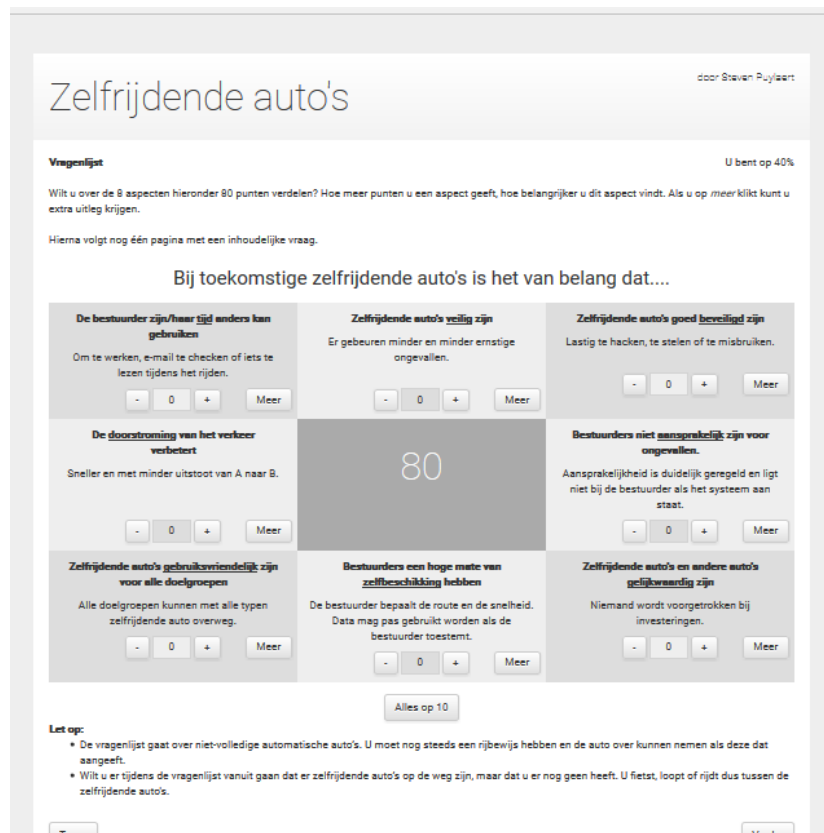 door Steven Puylaert
Zelfrijdende auto's
Vragenlijst
U bent op 40%
Wilt u over de 8 aspecten hieronder 80 punten verdelen? Hoe meer punten u een aspect geeft, hoe belangrijker u dit aspect vindt. Als u op meer klikt kunt u
extra uitleg krijgen.
Hierna volgt nog één pagina met een inhoudelijke vraag.
Bij toekomstige zelfrijdende auto's is het van belang dat....
De bestuurder zijn/haar tijd anders kan
gebruiken
Om te werken, e-mail te checken of iets te
lezen tijdens het rijden.
- 0 + Meer
Zelfrijdende auto's veilig zijn
Er gebeuren minder en minder ernstige
ongevallen.
- 0 + Meer
Zelfrijdende auto's goed beveiligd zijn
Lastig te hacken, te stelen of te misbruiken.
- 0 + Meer
De doorstroming van het verkeer
verbetert
Sneller en met minder uitstoot van A naar B.
- 0 + Meer
80
Bestuurders niet aansprakelijk zijn voor
ongevallen.
Aansprakelijkheid is duidelijk geregeld en ligt
niet bij de bestuurder als het systeem aan
staat.
- 0 + Meer
Zelfrijdende auto's gebruiksvriendelijk zijn
voor alle doelgroepen
Alle doelgroepen kunnen met alle typen
zelfrijdende auto overweg.
- 0 + Meer
Bestuurders een hoge mate van
zelfbeschikking hebben
De bestuurder bepaalt de route en de snelheid.
Data mag pas gebruikt worden als de
bestuurder toestemt.
- 0 + Meer
Zelfrijdende auto's en andere auto's
gelijkwaardig zijn
Niemand wordt voorgetrokken bij
investeringen.
- 0 + Meer
Alles op 10
Let op:
• De vragenlijst gaat over niet-volledige automatische auto's. U moet nog steeds een rijbewijs hebben en de auto over kunnen nemen als deze dat
aangeeft.
• Wilt u er tijdens de vragenlijst vanuit gaan dat er zelfrijdende auto's op de weg zijn, maar dat u er nog geen heeft. U fietst, loopt of rijdt dus tussen de
zelfrijdende auto's.